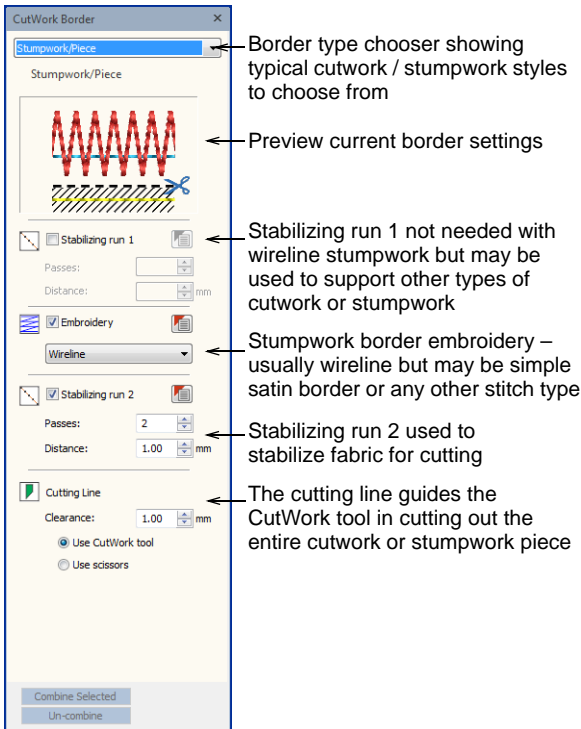 CutWork Border ×
Stumpwork/Piece
Stumpwork/Piece
Stabilizing run 1
Passes:
Distance: mm
Embroidery
Wireline
Stabilizing run 2
Passes: 2
Distance: 1.00 mm
Cutting Line
Clearance: 1.00 mm
Use CutWork tool
Use scissors
Combine Selected
Un-combine
Border type chooser showing
typical cutwork / stumpwork styles
to choose from
Preview current border settings
Stabilizing run 1 not needed with
wireline stumpwork but may be
used to support other types of
cutwork or stumpwork
Stumpwork border embroidery –
usually wireline but may be simple
satin border or any other stitch type
Stabilizing run 2 used to
stabilize fabric for cutting
The cutting line guides the
CutWork tool in cutting out the
entire cutwork or stumpwork piece